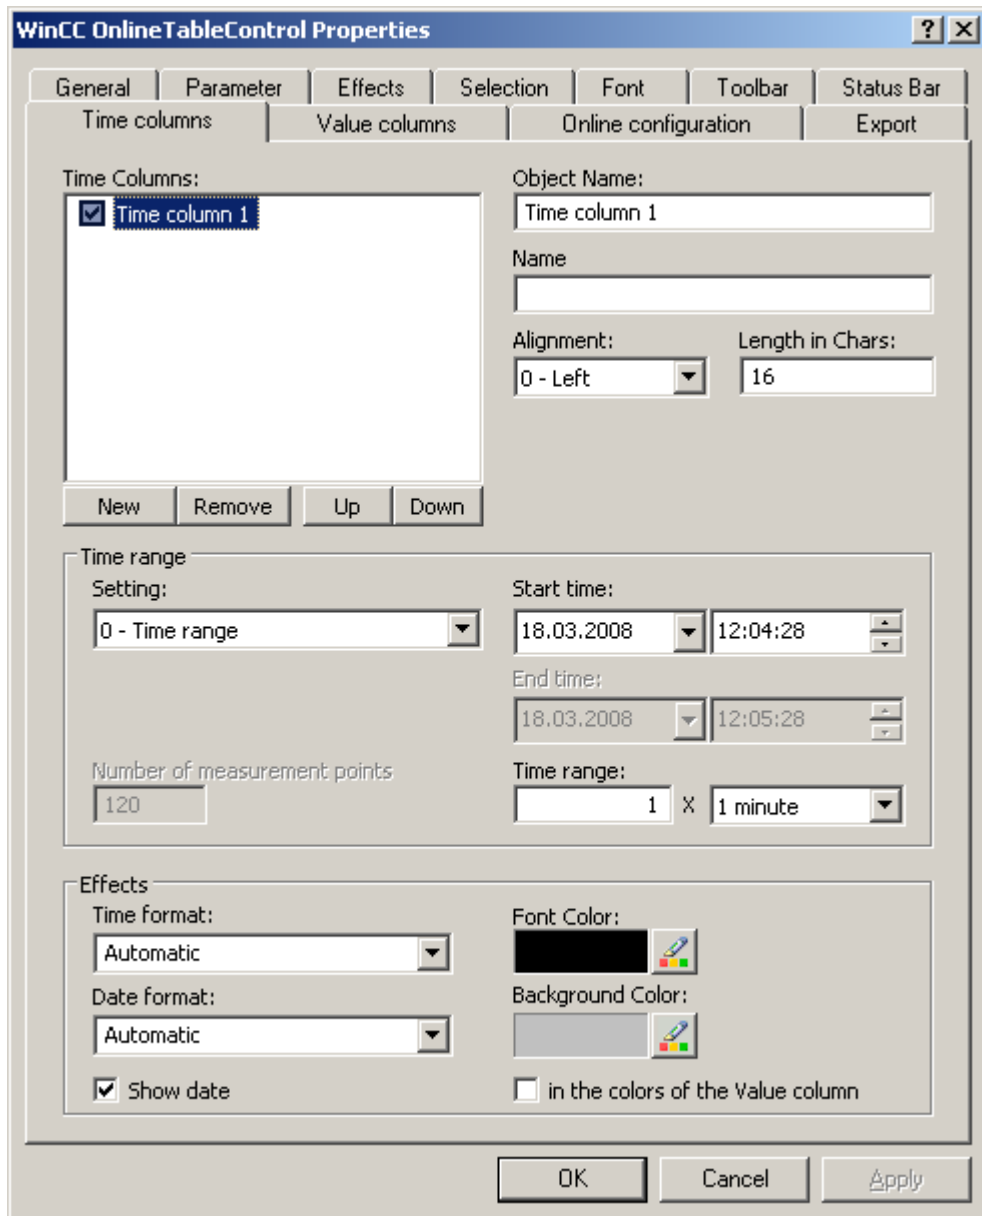 WinCC OnlineTableControl Properties
General Parameter Effects Selection Font Toolbar Status Bar
Time columns Value columns Online configuration Export
Time Columns:
Time column 1
New Remove Up Down
Object Name:
Time column 1
Name
Alignment: Length in Chars:
0 - Left 16
Time range
Setting:
0 - Time range
Start time:
18.03.2008 12:04:28
End time:
18.03.2008 12:05:28
Number of measurement points
120
Time range:
1 X 1 minute
Effects
Time format:
Automatic
Date format:
Automatic
Show date
Font Color:
Background Color:
in the colors of the Value column
OK Cancel Apply